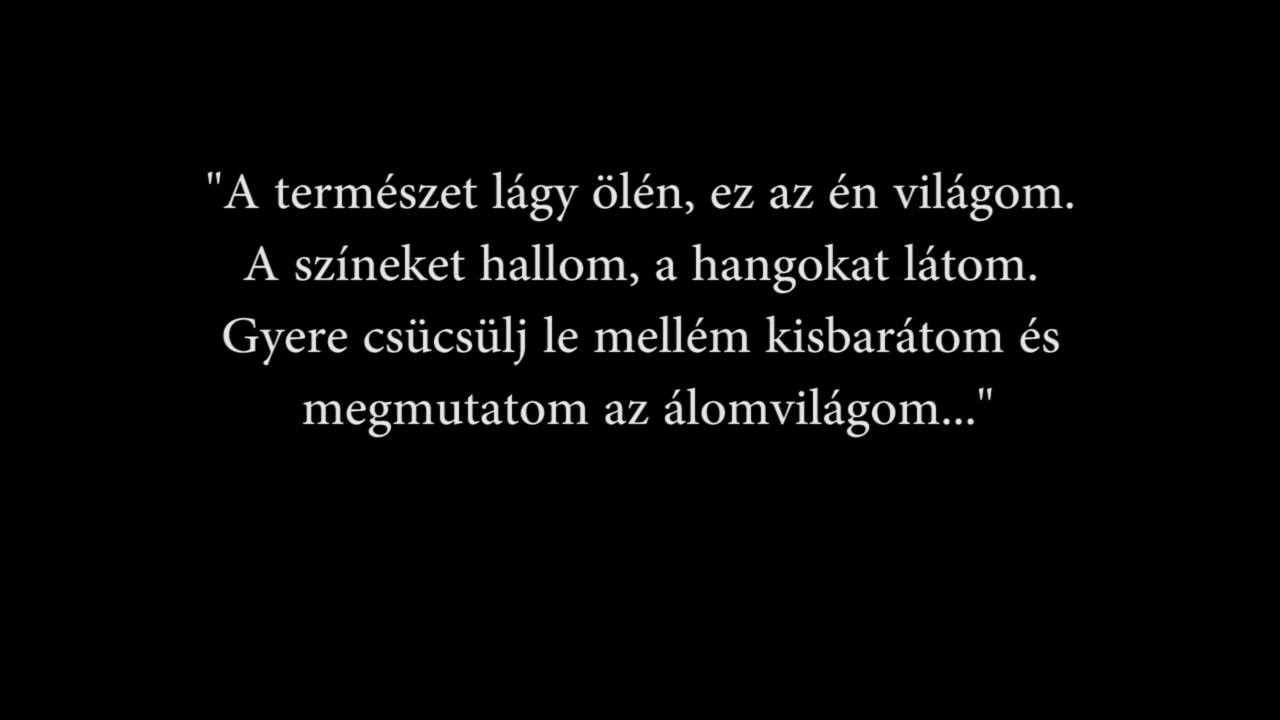 "A természet lágy ölén, ez az én világom.
A színeket hallom, a hangokat látom.
Gyere csücsülj le mellém kisbarátom és
megmutatom az álomvilágom..."